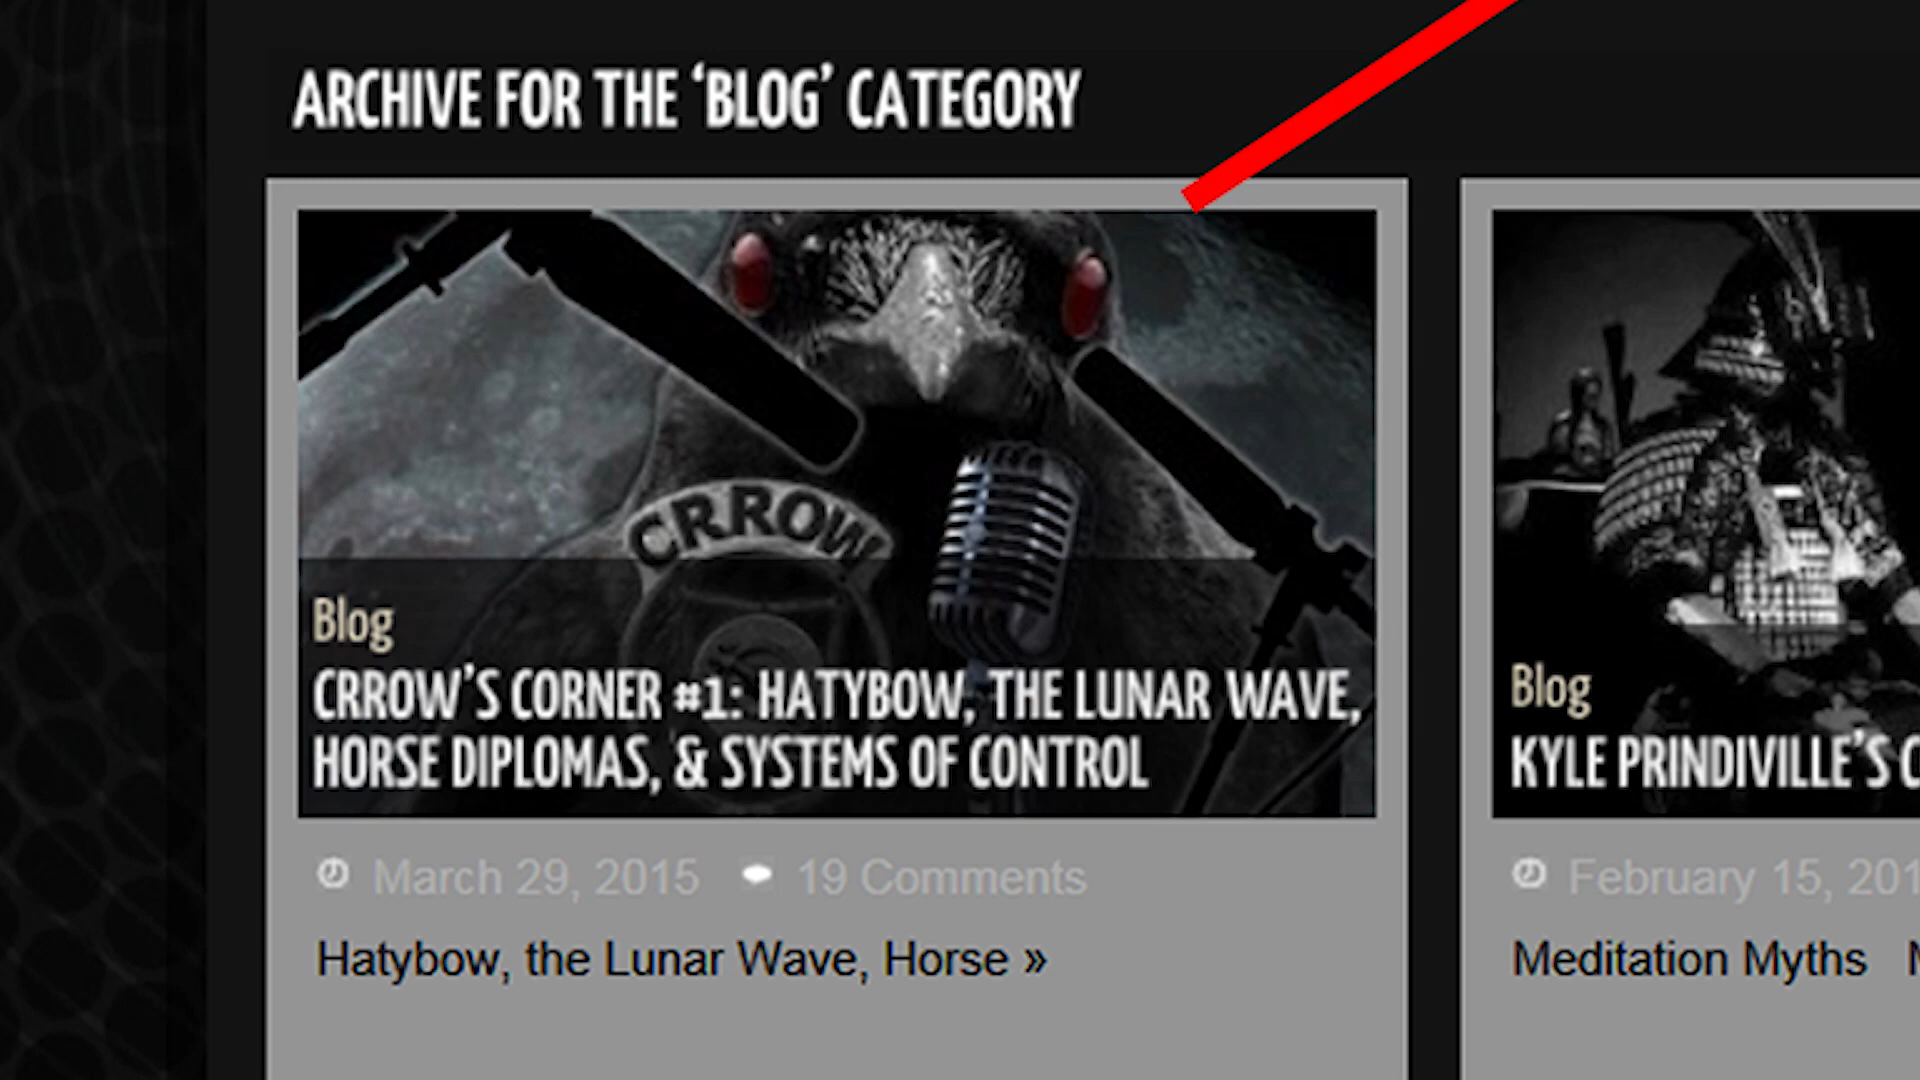 ARCHIVE FOR THE ‘BLOG’ CATEGORY
CRROW
Blog
CRROW’S CORNER #1: HATYBOW, THE LUNAR WAVE,
HORSE DIPLOMAS, & SYSTEMS OF CONTROL
March 29, 2015 19 Comments
Hatybow, the Lunar Wave, Horse »
Blog
KYLE PRINDIVILLE’S
February 15,
Meditation Myths